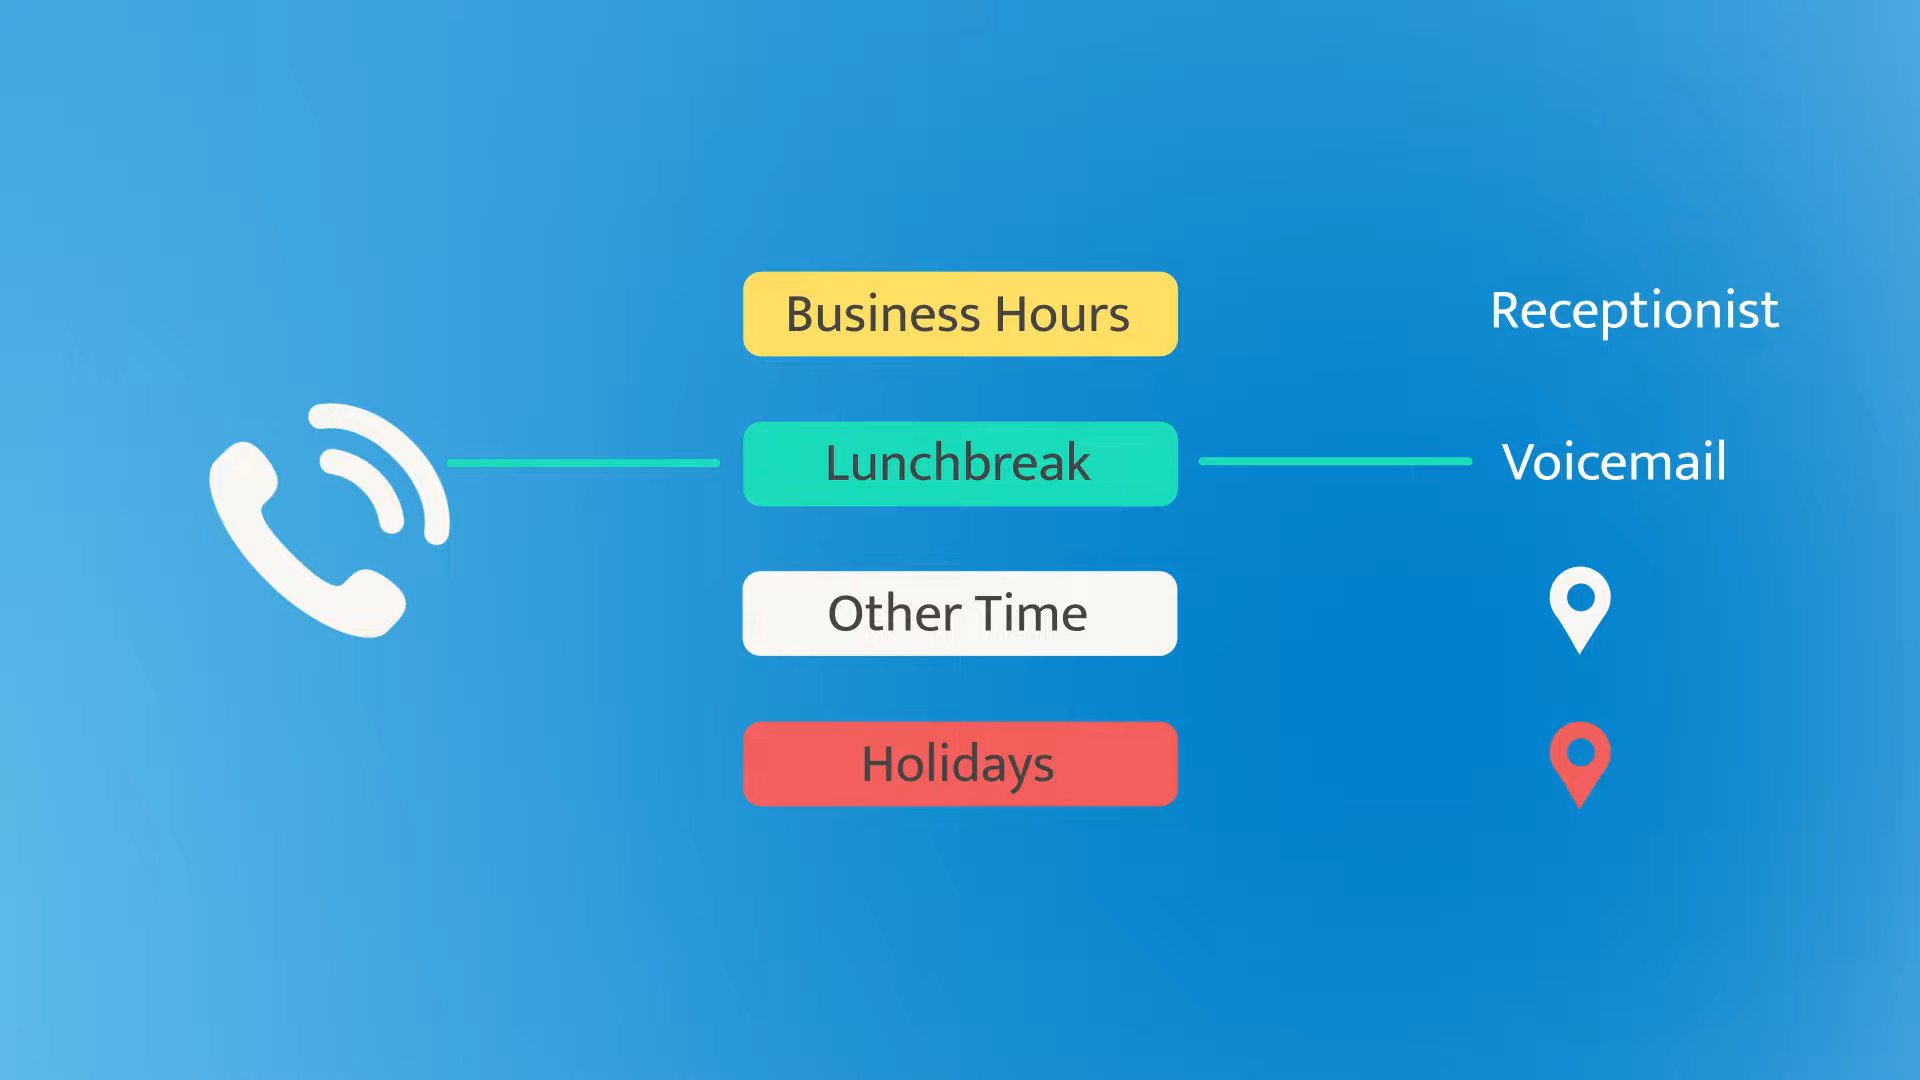 Business Hours
Receptionist
Lunchbreak
Voicemail
Other Time
Holidays